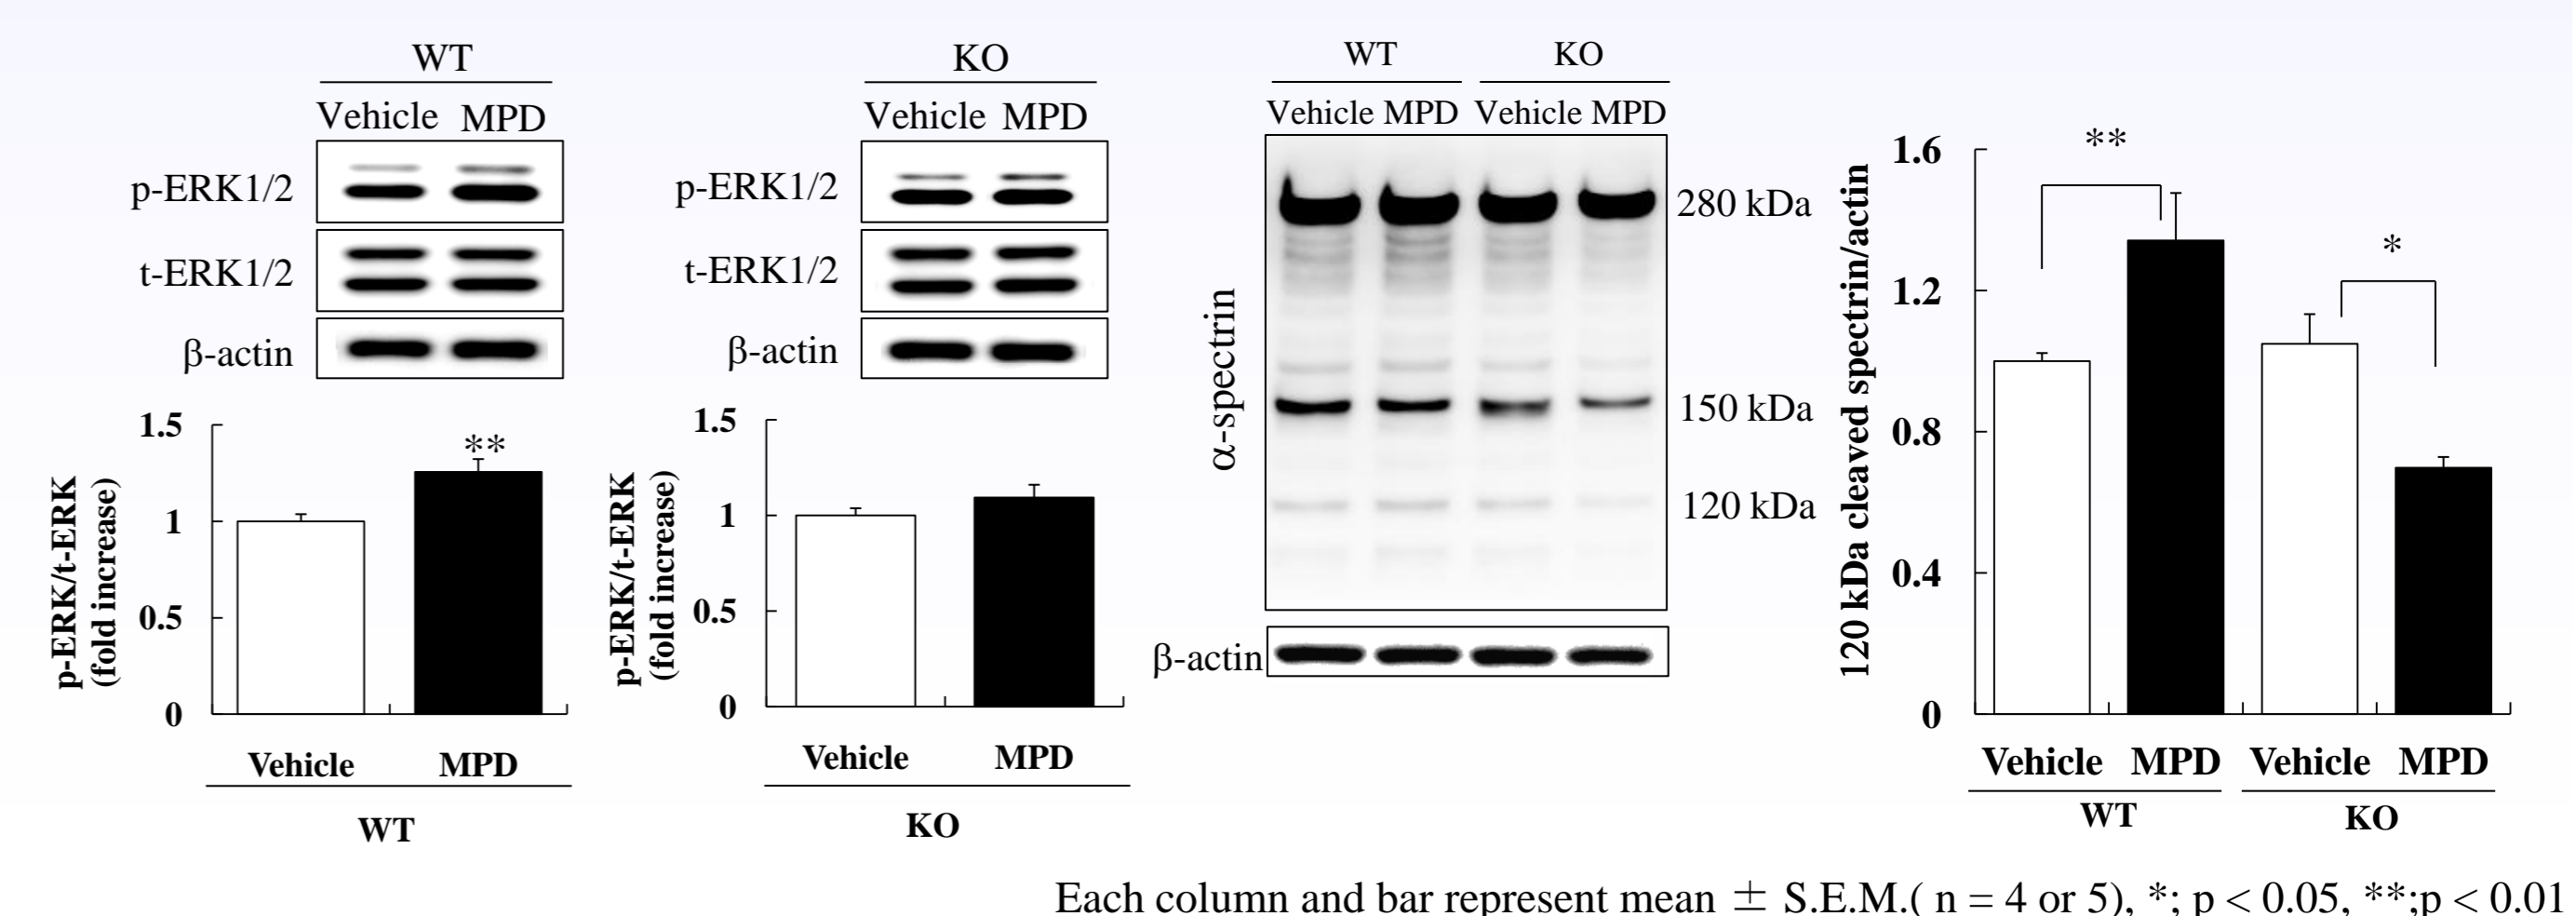 WT
Vehicle MPD
p-ERK1/2
t-ERK1/2
β-actin
1.5
1
0.5
0
p-ERK/t-ERK
(fold increase)
**
Vehicle MPD
WT
KO
Vehicle MPD
p-ERK1/2
t-ERK1/2
β-actin
1.5
1
0.5
0
p-ERK/t-ERK
(fold increase)
Vehicle MPD
KO
WT KO
Vehicle MPD Vehicle MPD
α-spectrin
280 kDa
150 kDa
120 kDa
β-actin
120 kDa cleaved spectrin/actin
1.6
1.2
0.8
0.4
0
**
*
Vehicle MPD Vehicle MPD
WT KO
Each column and bar represent mean ± S.E.M.( n = 4 or 5), *; p < 0.05, **;p < 0.01